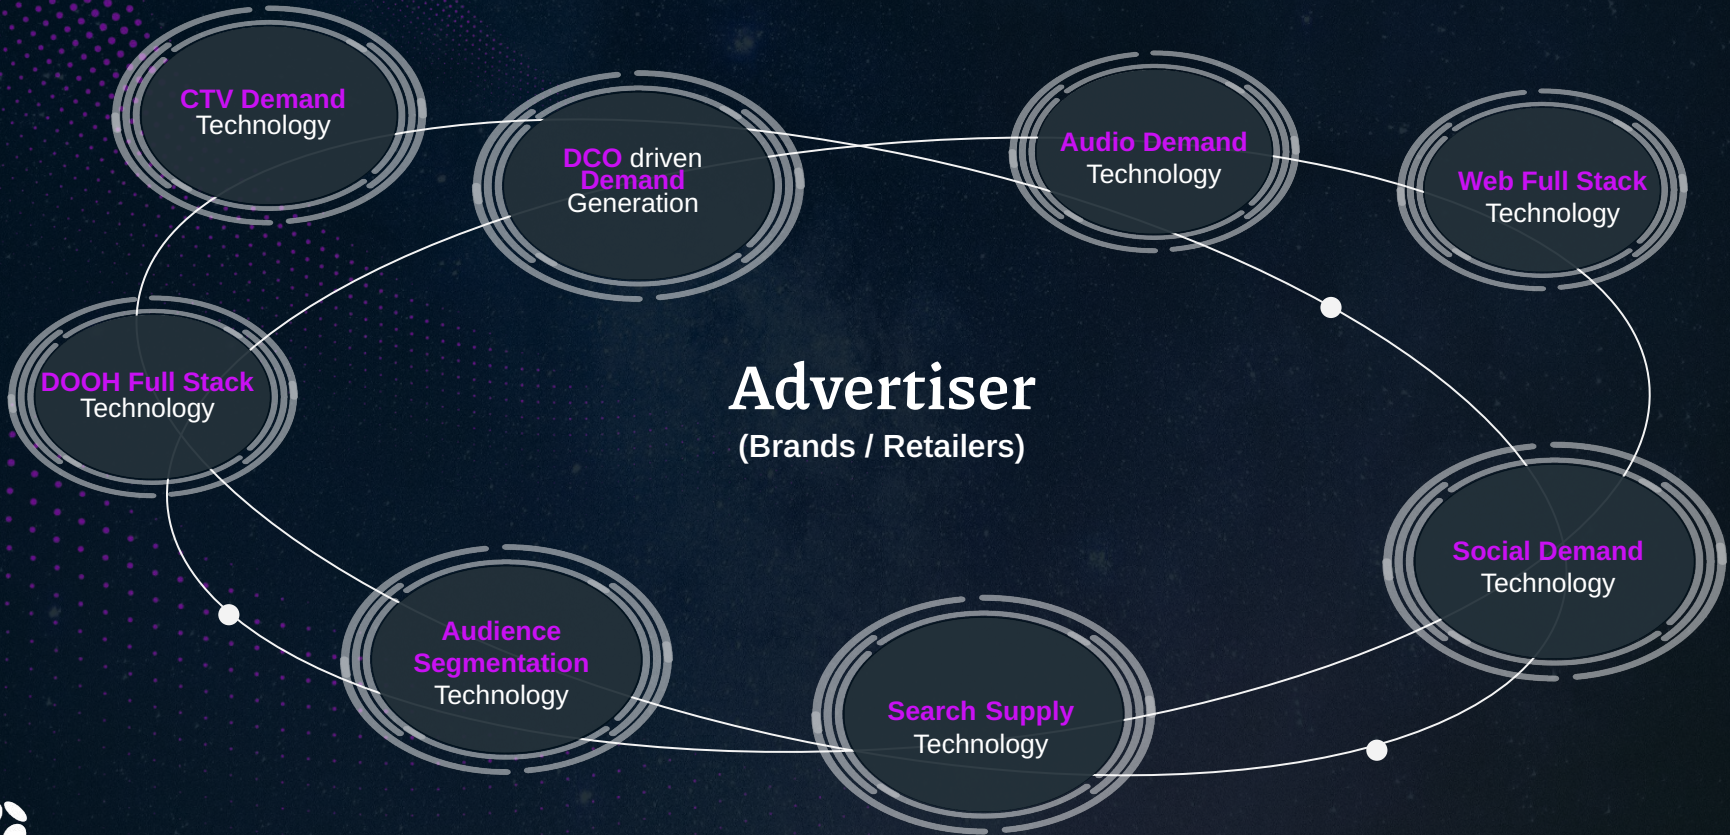 CTV Demand
Technology
DCO driven
Demand
Generation
Audio Demand
Technology
Web Full Stack
Technology
DOOH Full Stack
Technology
Advertiser
(Brands / Retailers)
Social Demand
Technology
Audience
Segmentation
Technology
Search Supply
Technology